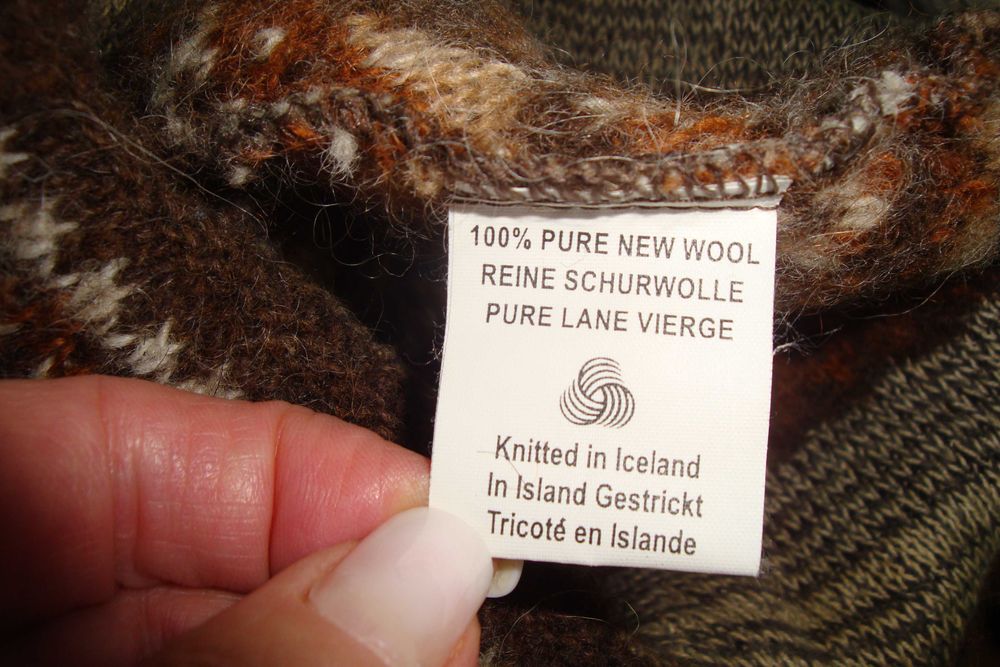 100% PURE NEW WOOL
REINE SCHURWOLLE
PURE LANE VIERGE
Knitted in Iceland
In Island Gestrickt
Tricoté en Islande